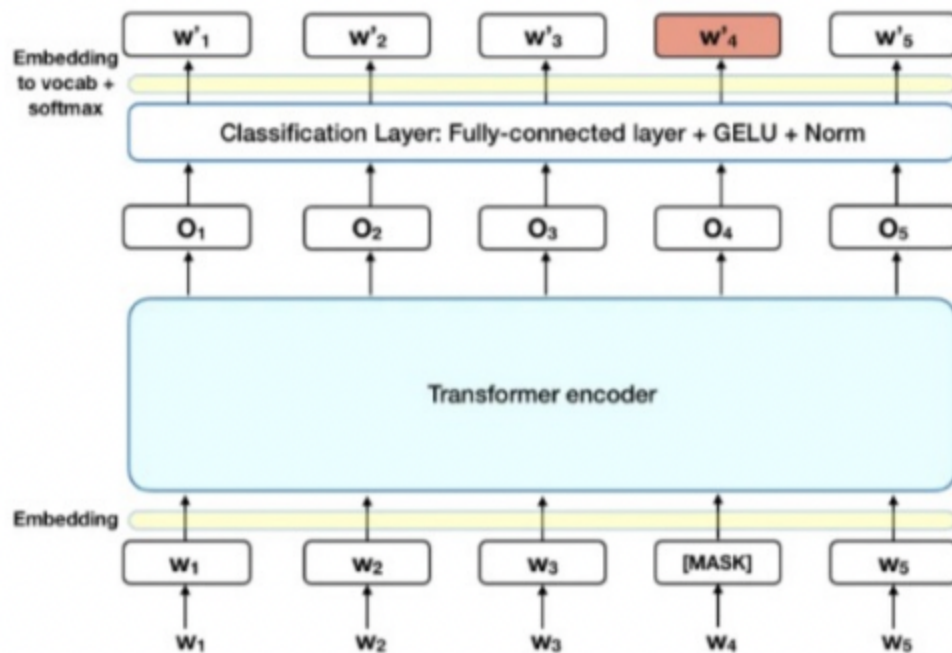 w'1 w'2 w'3 w'4 w'5
Embedding
to vocab +
softmax
Classification Layer: Fully-connected layer + GELU + Norm
O1 O2 O3 O4 O5
Transformer encoder
Embedding
W1 W2 W3 [MASK] W5
W1 W2 W3 W4 W5